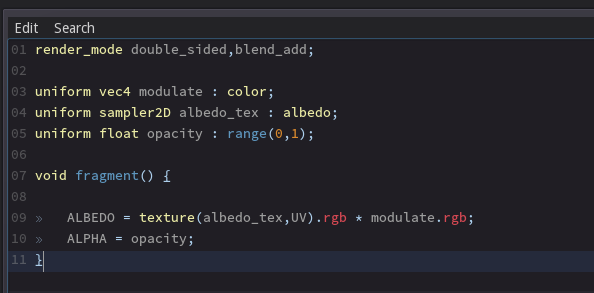 Edit Search
01 render_mode double_sided,blend_add;
02
03 uniform vec4 modulate : color;
04 uniform sampler2D albedo_tex : albedo;
05 uniform float opacity : range(0,1);
06
07 void fragment() {
08
09 » ALBEDO = texture(albedo_tex,UV).rgb * modulate.rgb;
10 » ALPHA = opacity;
11 }